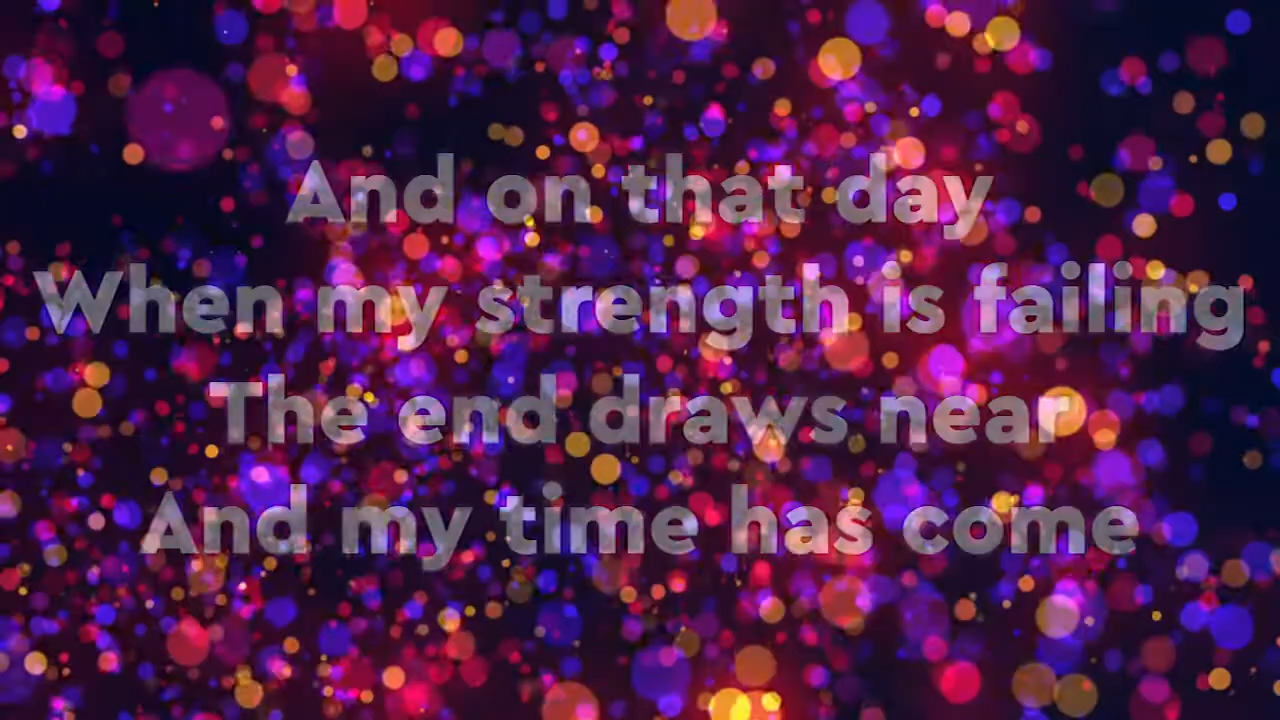 And on that day
When my strength is failing
The end draws near
And my time has come